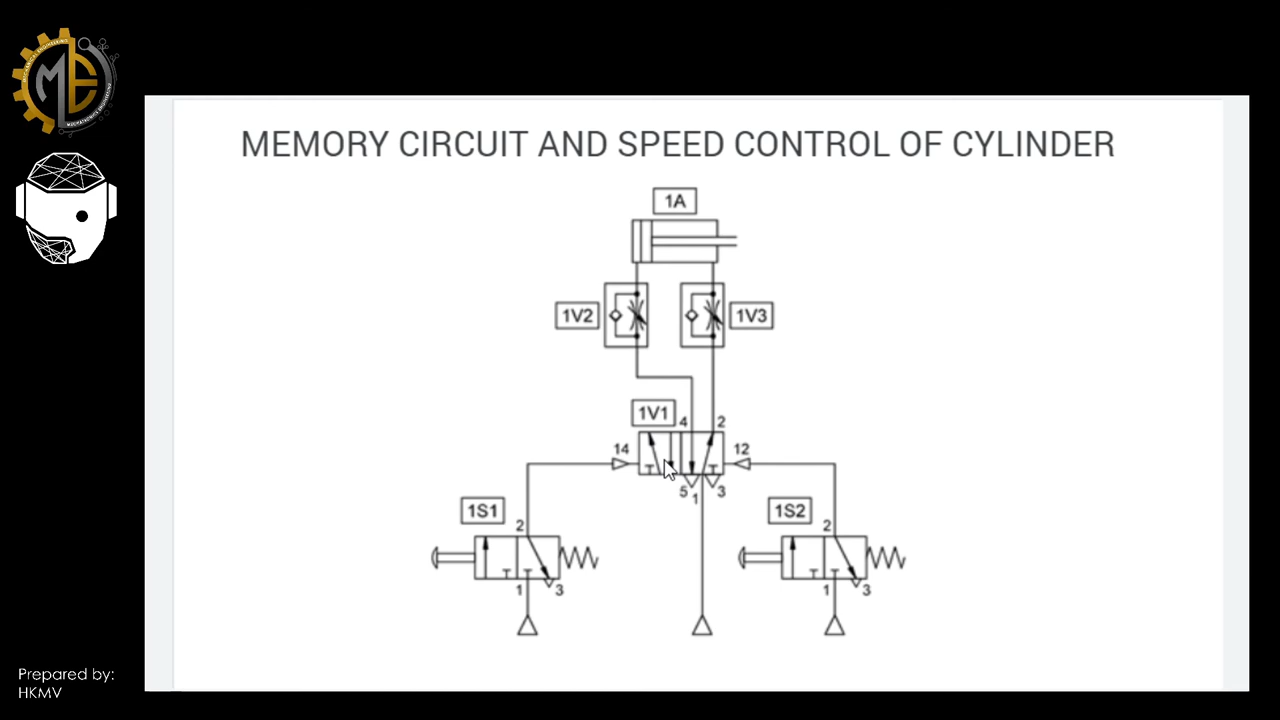 MEMORY CIRCUIT AND SPEED CONTROL OF CYLINDER
1A
1V2
1V3
1V1
4
2
14
12
5
1
3
1S1
2
1S2
2
1
3
1
3
ME
Prepared by:
HKMV